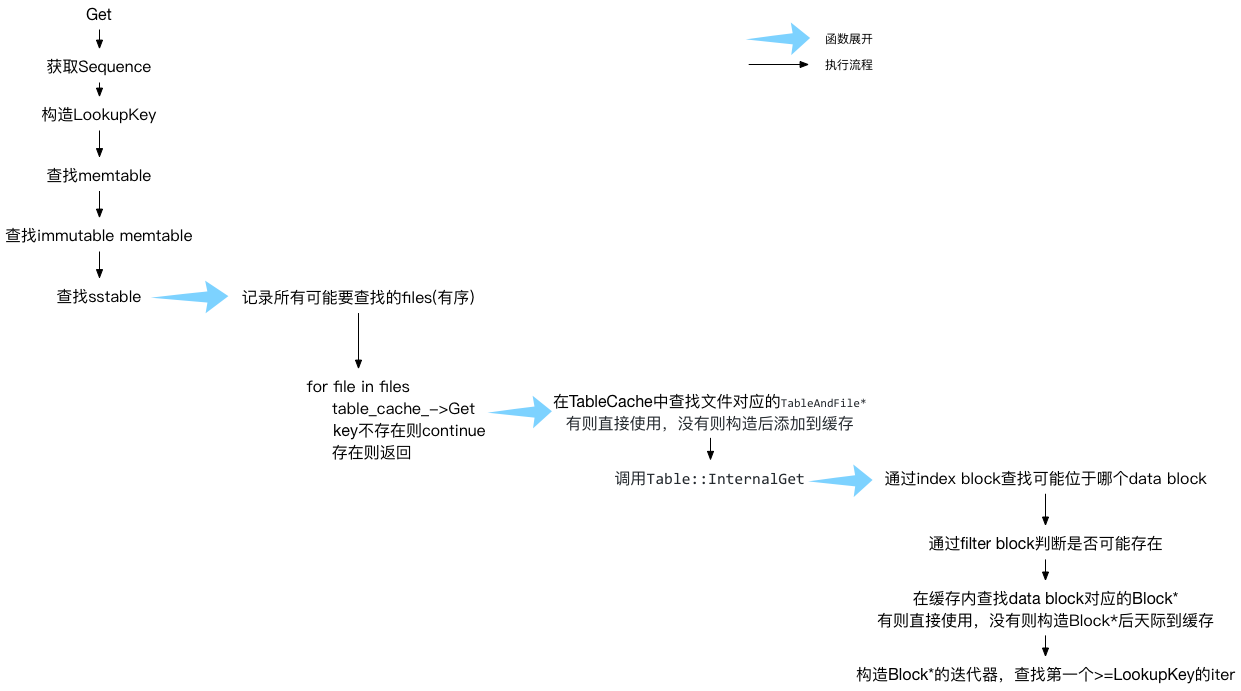 Get
函数展开
执行流程
获取Sequence
构造LookupKey
查找memtable
查找immutable memtable
查找sstable
记录所有可能要查找的files(有序)
for file in files
table_cache_->Get
key不存在则continue
存在则返回
在TableCache中查找文件对应的TableAndFile*
有则直接使用，没有则构造后添加到缓存
调用Table::InternalGet
通过index block查找可能位于哪个data block
通过filter block判断是否可能存在
在缓存内查找data block对应的Block*
有则直接使用，没有则构造Block*后天际到缓存
构造Block*的迭代器，查找第一个>=LookupKey的iter